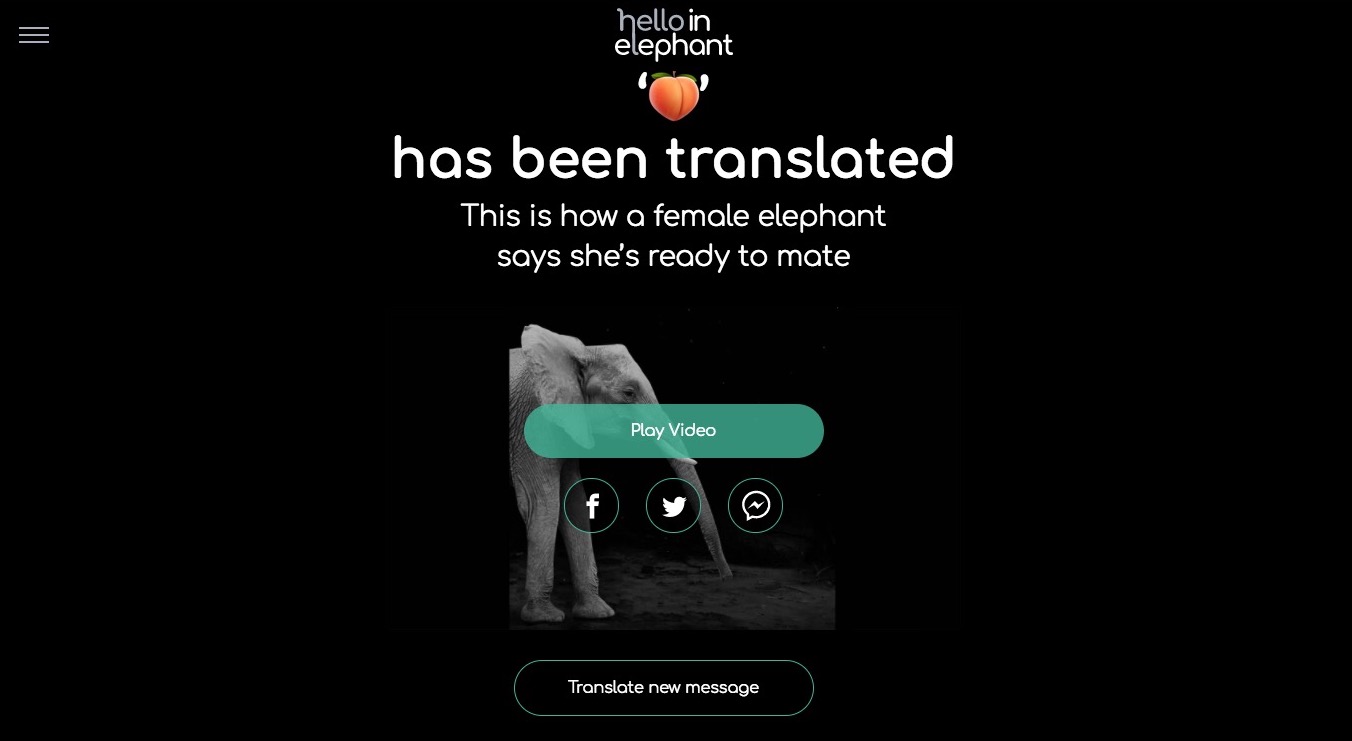 hello in
elephant
‘🍑’
has been translated
This is how a female elephant
says she’s ready to mate
Play Video
Translate new message